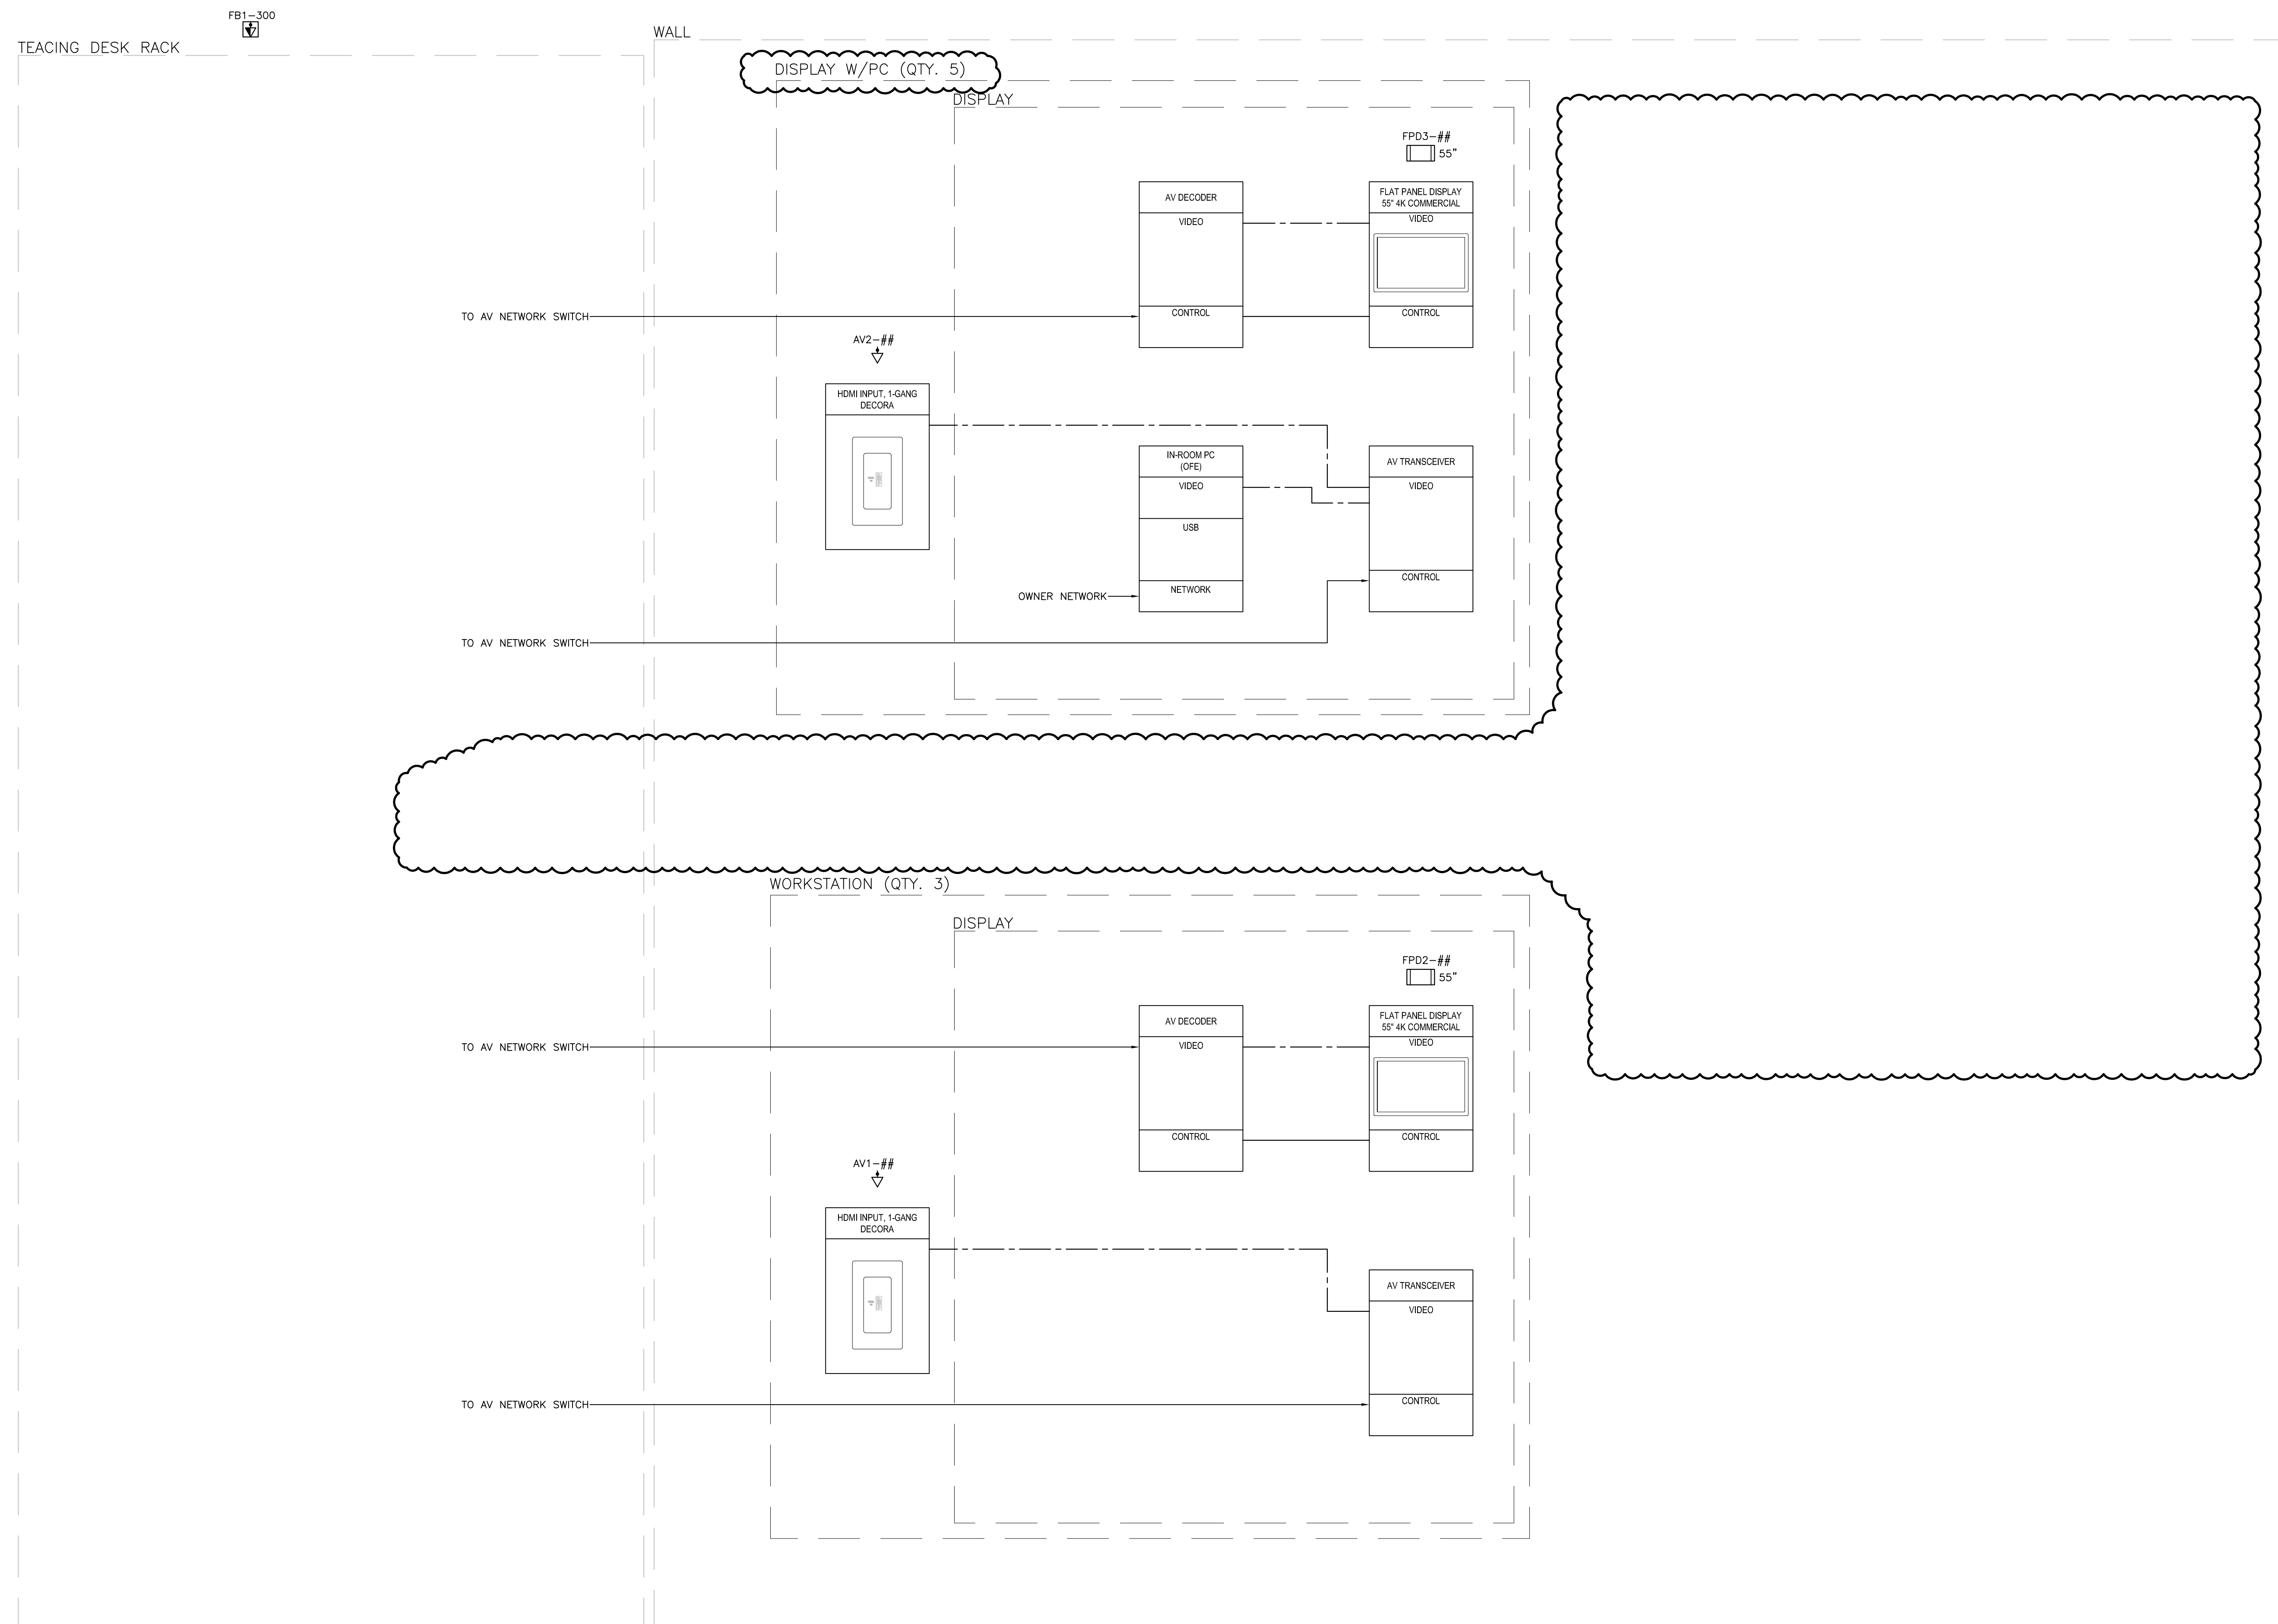 FB1-300
TEACING DESK RACK
WALL
DISPLAY W/PC (QTY. 5)
DISPLAY
FPD3-##
55"
AV DECODER
VIDEO
CONTROL
FLAT PANEL DISPLAY
55" 4K COMMERCIAL
VIDEO
CONTROL
TO AV NETWORK SWITCH
AV2-##
HDMI INPUT, 1-GANG
DECORA
IN-ROOM PC
(OFE)
VIDEO
USB
NETWORK
AV TRANSCEIVER
VIDEO
CONTROL
OWNER NETWORK
TO AV NETWORK SWITCH
WORKSTATION (QTY. 3)
DISPLAY
FPD2-##
55"
AV DECODER
VIDEO
CONTROL
FLAT PANEL DISPLAY
55" 4K COMMERCIAL
VIDEO
CONTROL
TO AV NETWORK SWITCH
AV1-##
HDMI INPUT, 1-GANG
DECORA
AV TRANSCEIVER
VIDEO
CONTROL
TO AV NETWORK SWITCH